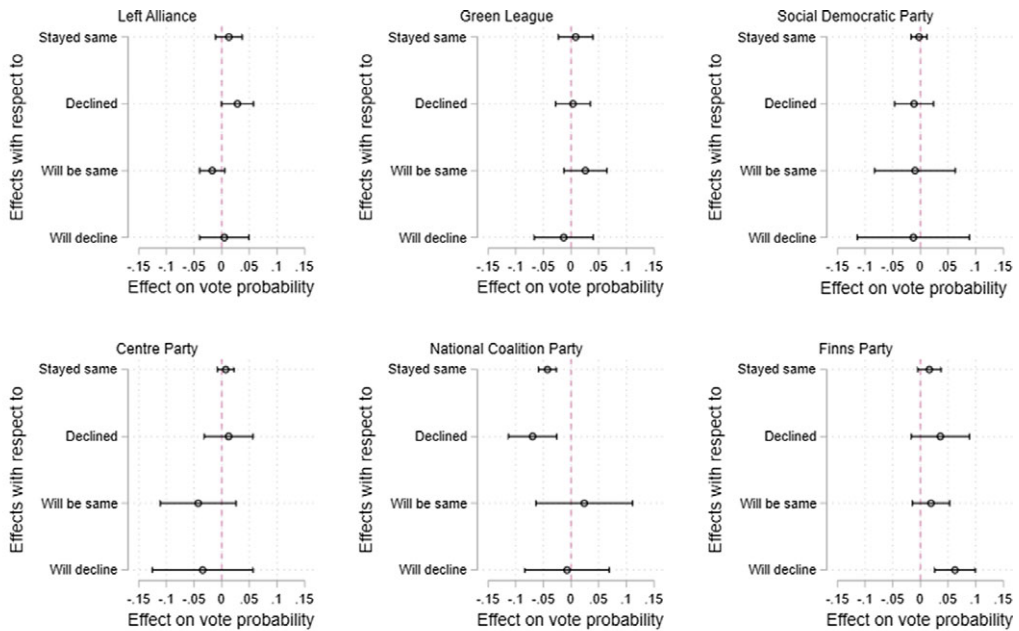 Left Alliance
Effects with respect to
Stayed same
Declined
Will be same
Will decline
-.15 -.1 -.05 0 .05 .1 .15
Effect on vote probability
Green League
Effects with respect to
Stayed same
Declined
Will be same
Will decline
-.15 -.1 -.05 0 .05 .1 .15
Effect on vote probability
Social Democratic Party
Effects with respect to
Stayed same
Declined
Will be same
Will decline
-.15 -.1 -.05 0 .05 .1 .15
Effect on vote probability
Centre Party
Effects with respect to
Stayed same
Declined
Will be same
Will decline
-.15 -.1 -.05 0 .05 .1 .15
Effect on vote probability
National Coalition Party
Effects with respect to
Stayed same
Declined
Will be same
Will decline
-.15 -.1 -.05 0 .05 .1 .15
Effect on vote probability
Finns Party
Effects with respect to
Stayed same
Declined
Will be same
Will decline
-.15 -.1 -.05 0 .05 .1 .15
Effect on vote probability